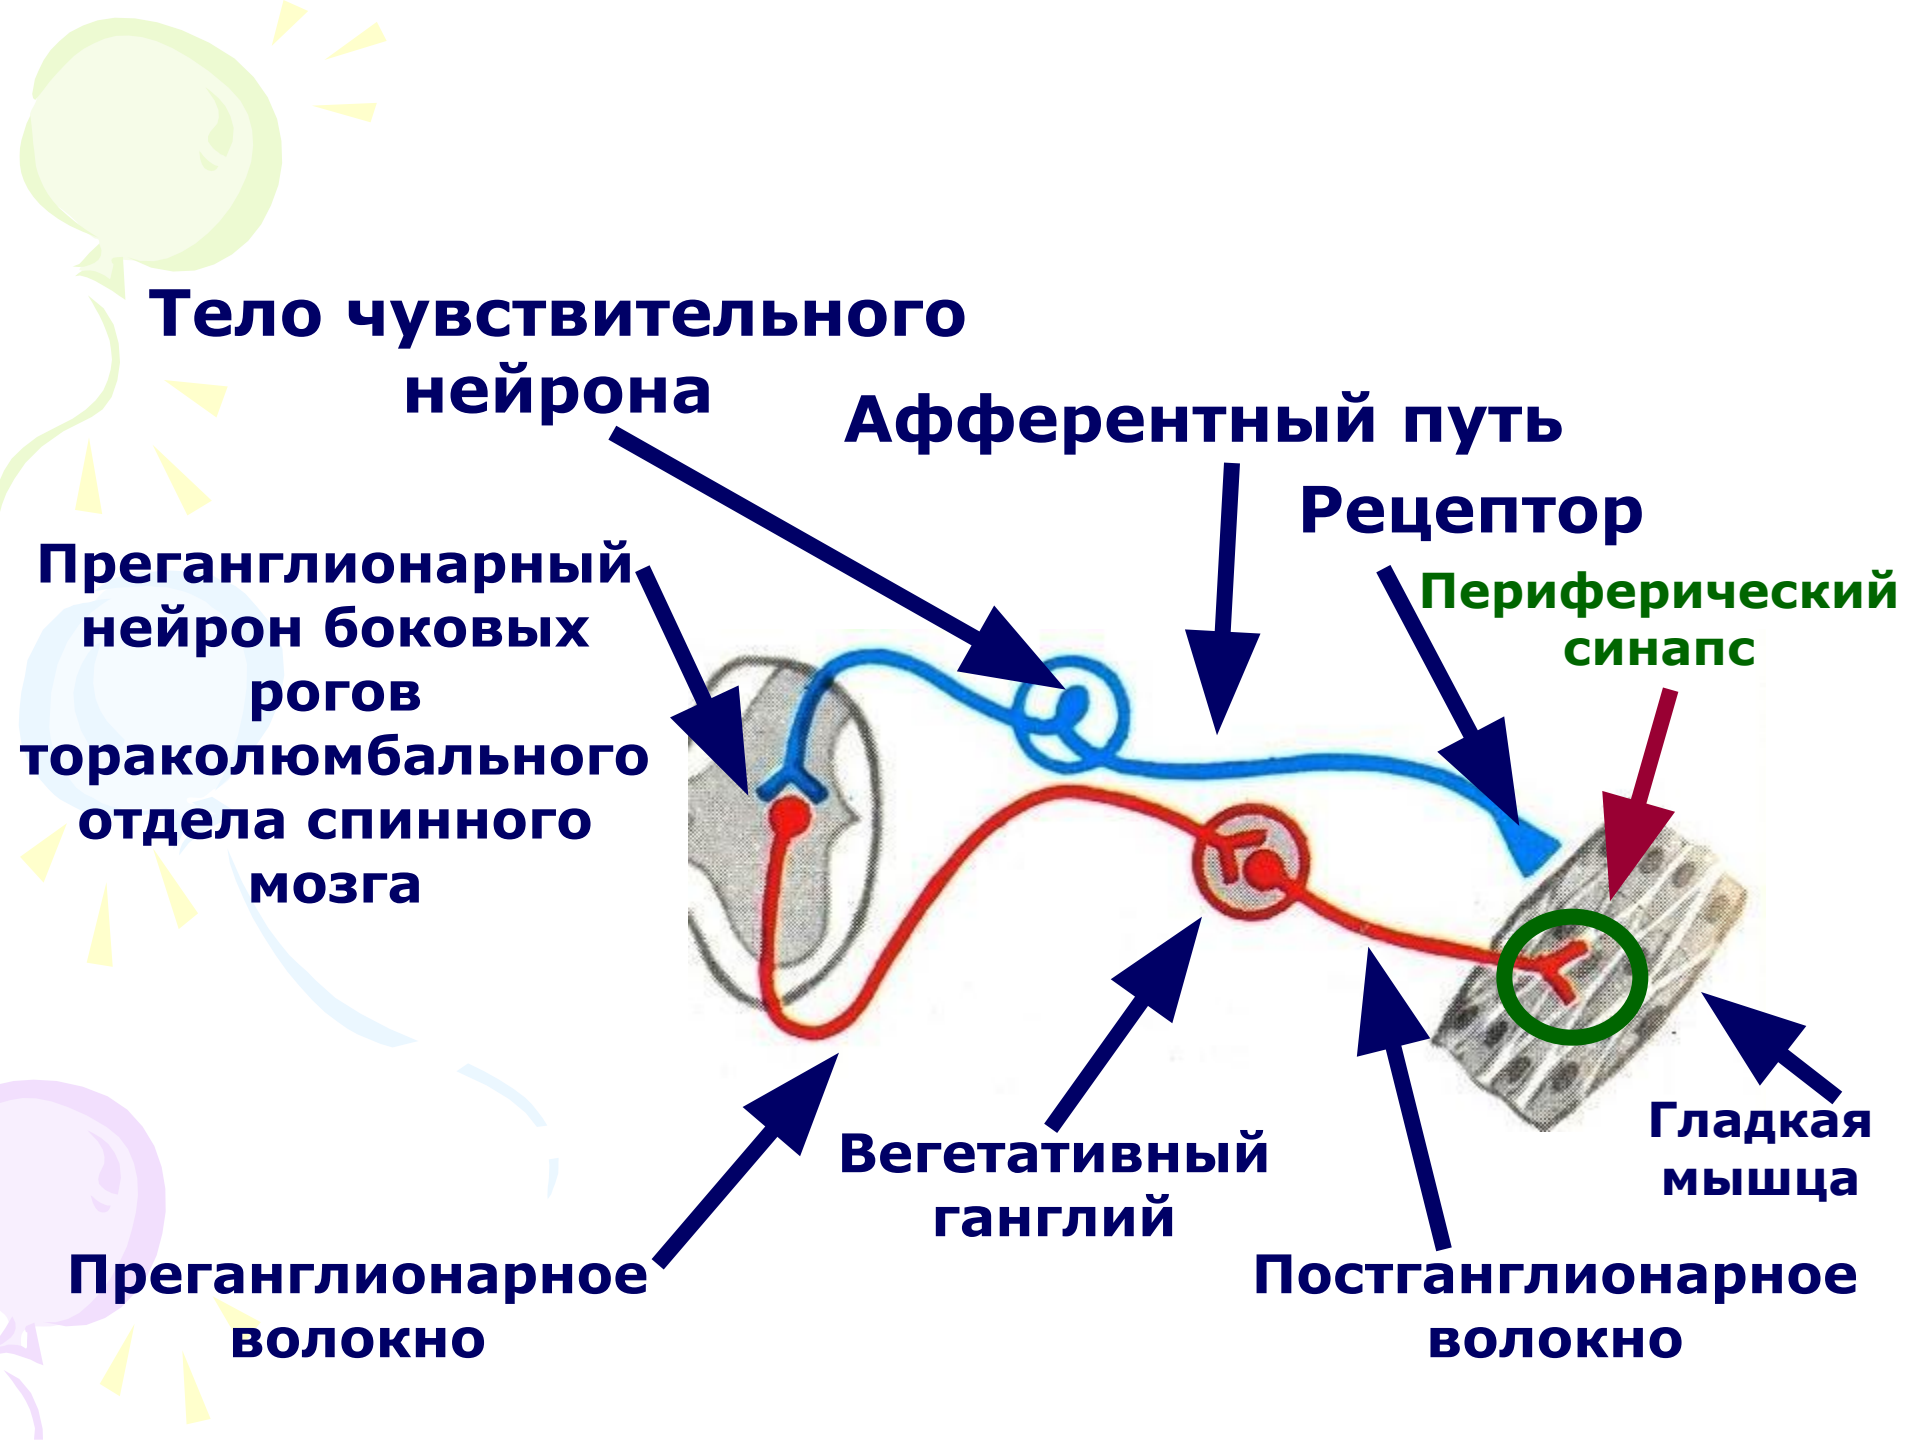 Тело чувствительного
нейрона
Афферентный путь
Рецептор
Периферический
синапс
Преганглионарный
нейрон боковых
рогов
тораколюмбального
отдела спинного
мозга
Гладкая
мышца
Вегетативный
ганглий
Преганглионарное
волокно
Постганглионарное
волокно